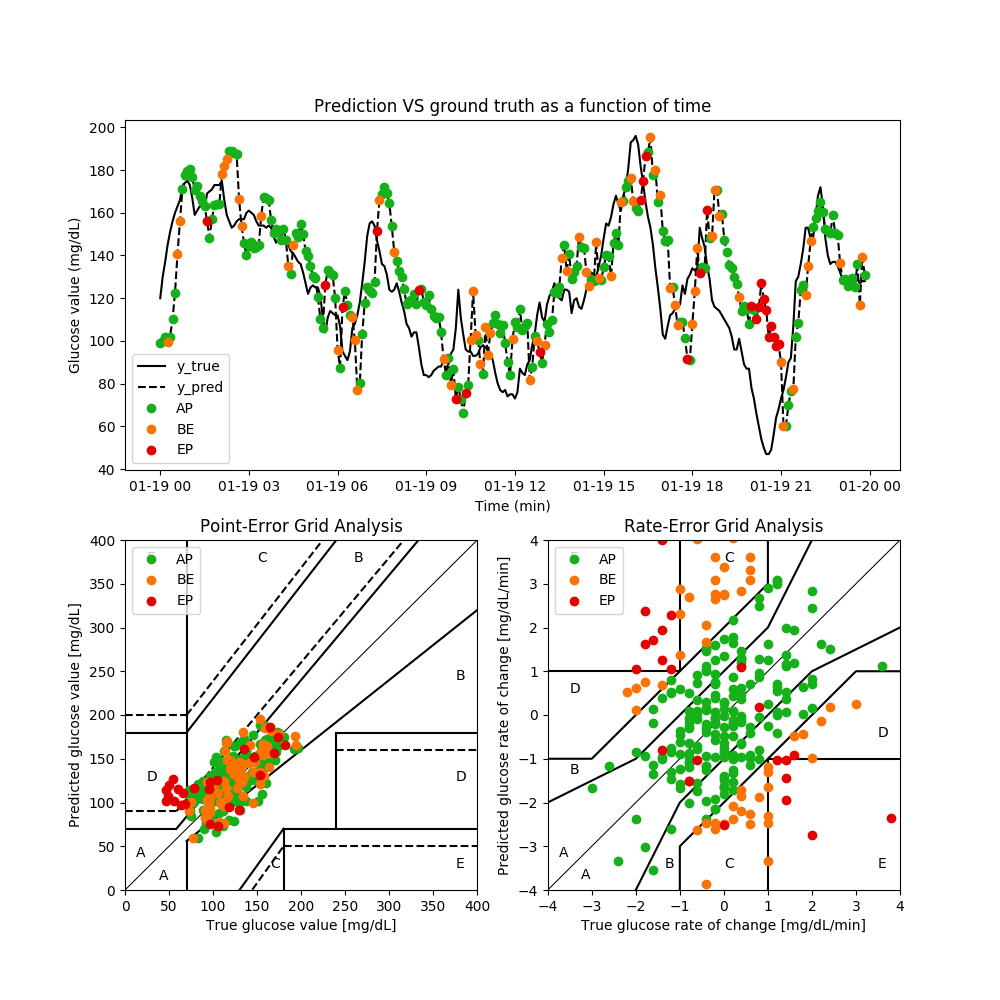 Prediction VS ground truth as a function of time
Glucose value (mg/dL)
200
180
160
140
120
100
80
60
40
y_true
y_pred
AP
BE
EP
01-19 00 01-19 03 01-19 06 01-19 09 01-19 12 01-19 15 01-19 18 01-19 21 01-20 00
Time (min)
Point-Error Grid Analysis
Predicted glucose value [mg/dL]
400
350
300
250
200
150
100
50
0
AP
BE
EP
C
B
B
D
D
A
A
C
E
0 50 100 150 200 250 300 350 400
True glucose value [mg/dL]
Rate-Error Grid Analysis
Predicted glucose rate of change [mg/dL/min]
4
3
2
1
0
−1
−2
−3
−4
AP
BE
EP
C
D
D
B
A
A
B
C
E
−4 −3 −2 −1 0 1 2 3 4
True glucose rate of change [mg/dL/min]